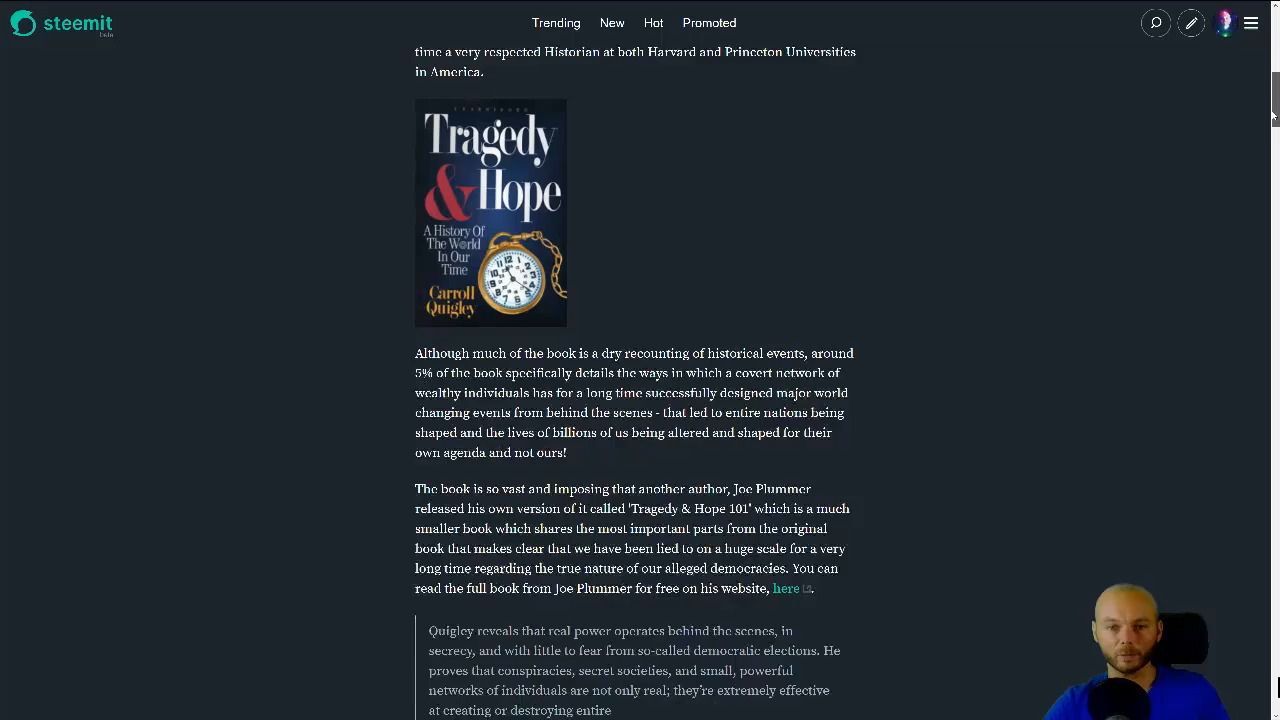 steemit
beta
Trending New Hot Promoted
time a very respected Historian at both Harvard and Princeton Universities
in America.
UNABRIDGED
Tragedy
& Hope
A History Of
The World
In Our
Time
Carroll
Quigley
Although much of the book is a dry recounting of historical events, around
5% of the book specifically details the ways in which a covert network of
wealthy individuals has for a long time successfully designed major world
changing events from behind the scenes - that led to entire nations being
shaped and the lives of billions of us being altered and shaped for their
own agenda and not ours!
The book is so vast and imposing that another author, Joe Plummer
released his own version of it called 'Tragedy & Hope 101' which is a much
smaller book which shares the most important parts from the original
book that makes clear that we have been lied to on a huge scale for a very
long time regarding the true nature of our alleged democracies. You can
read the full book from Joe Plummer for free on his website, here.
Quigley reveals that real power operates behind the scenes, in
secrecy, and with little to fear from so-called democratic elections. He
proves that conspiracies, secret societies, and small, powerful
networks of individuals are not only real; they're extremely effective
at creating or destroying entire